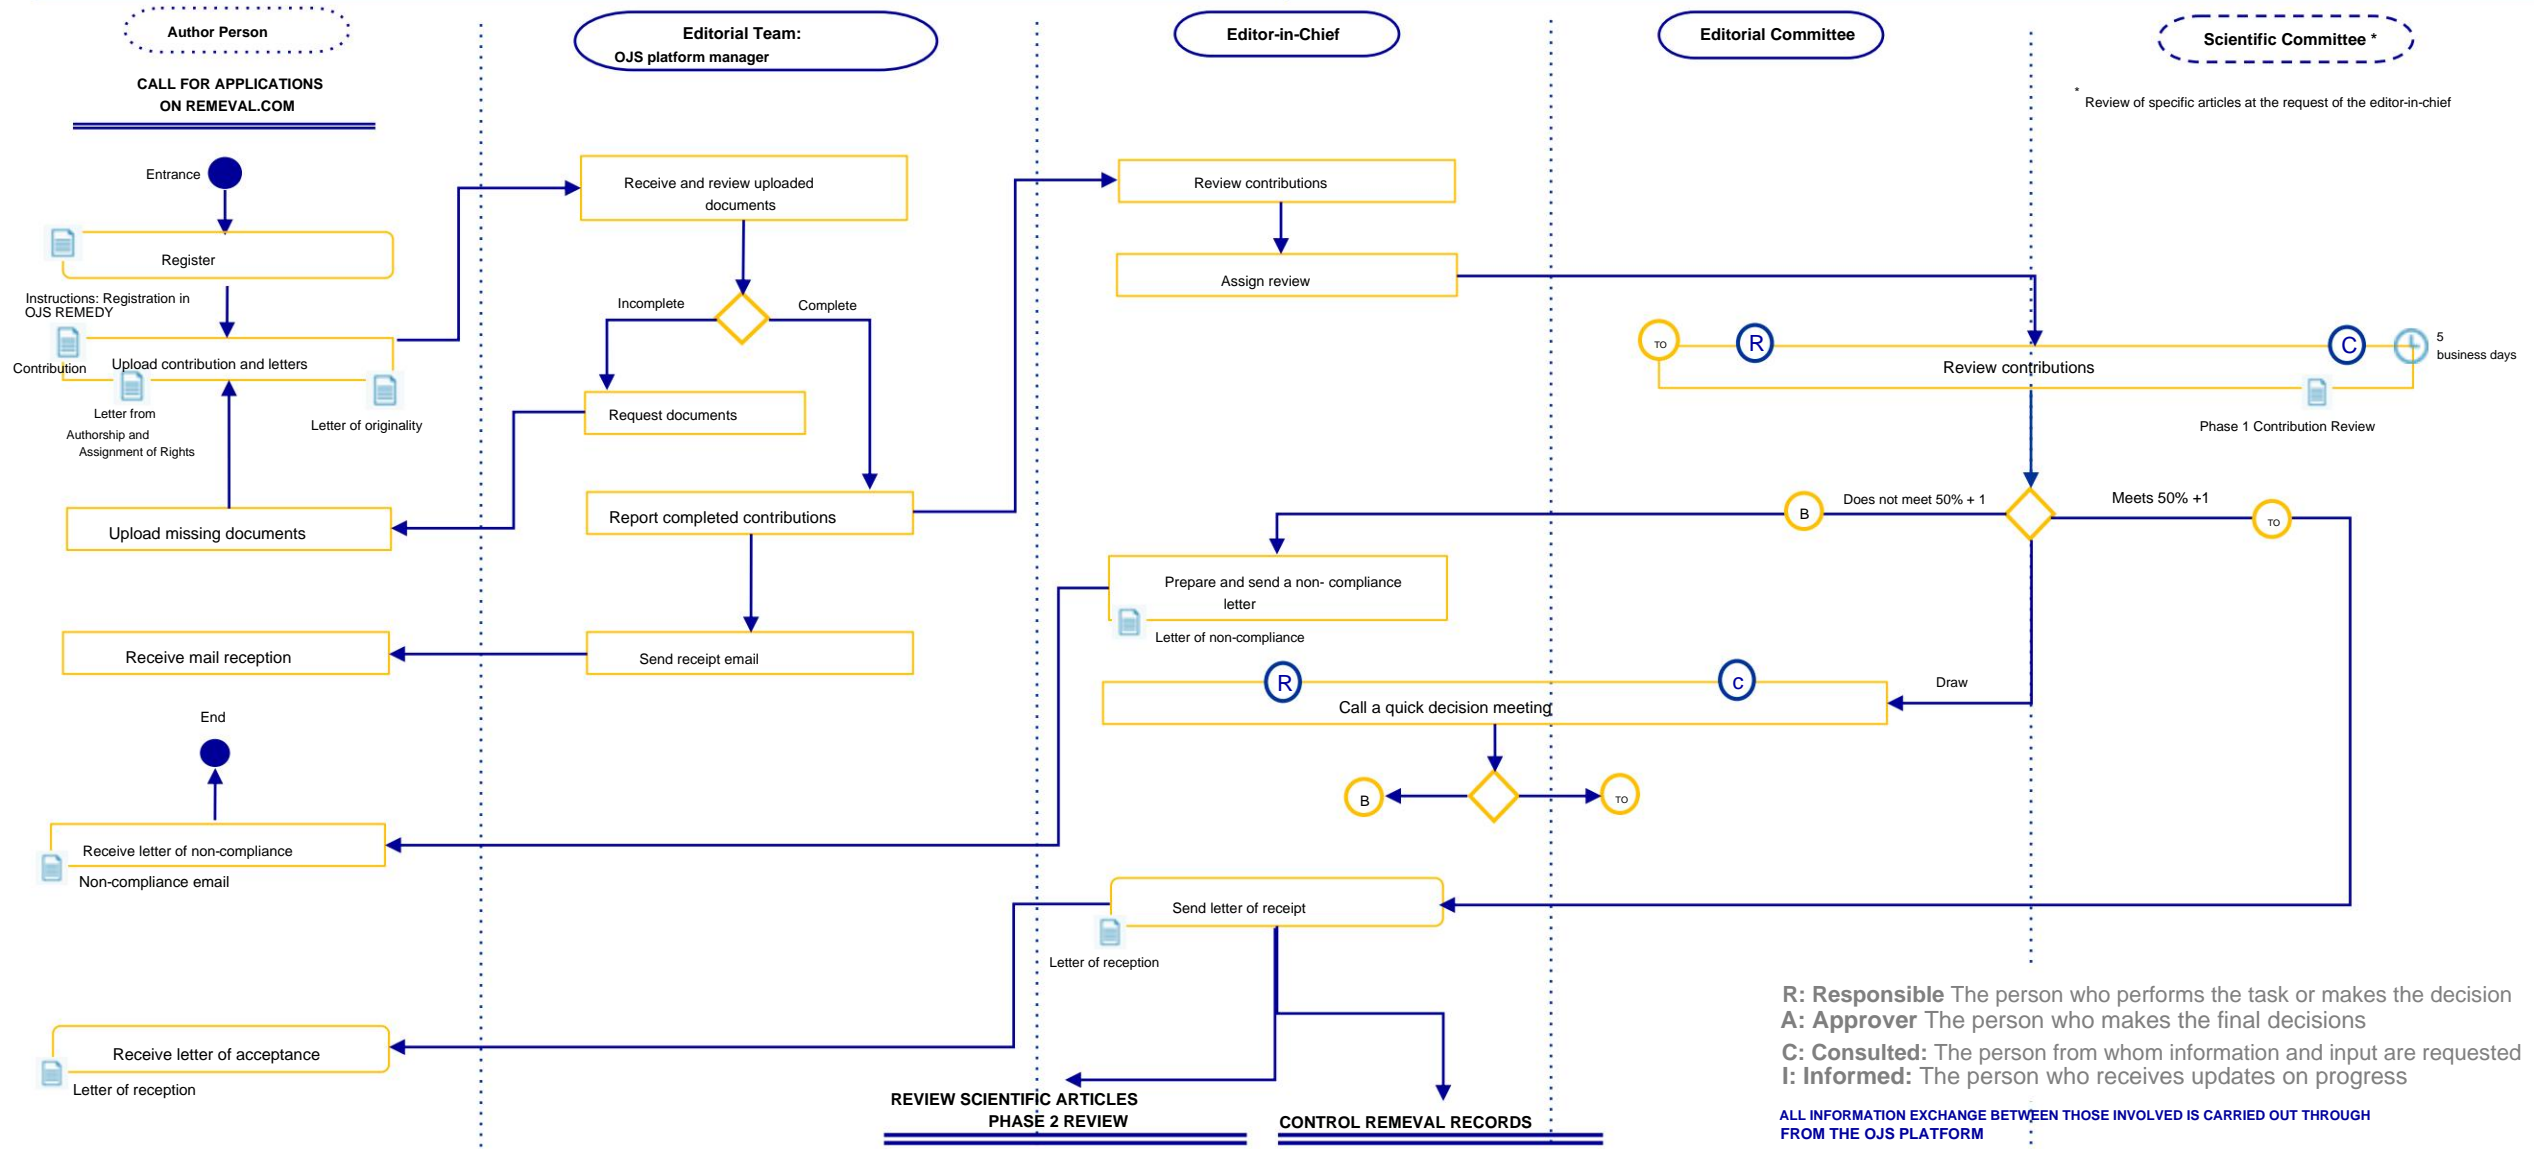 Author Person
Editorial Team:
OJS platform manager
Editor-in-Chief
Editorial Committee
Scientific Committee *
CALL FOR APPLICATIONS
ON REMEVAL.COM
*
Review of specific articles at the request of the editor-in-chief
Entrance
Receive and review uploaded
documents
Review contributions
Register
Assign review
Instructions: Registration in
OJS REMEDY
Incomplete
Complete
TO
R
C
5
business days
Contribution
Upload contribution and letters
Review contributions
Letter from
Authorship and
Assignment of Rights
Letter of originality
Request documents
Phase 1 Contribution Review
Does not meet 50% + 1
Meets 50% +1
B
TO
Upload missing documents
Report completed contributions
Prepare and send a non- compliance
letter
Letter of non-compliance
Receive mail reception
Send receipt email
R
c
Draw
Call a quick decision meeting
End
B
TO
Receive letter of non-compliance
Non-compliance email
Send letter of receipt
Letter of reception
Receive letter of acceptance
Letter of reception
REVIEW SCIENTIFIC ARTICLES
PHASE 2 REVIEW
CONTROL REMEVAL RECORDS
R: Responsible The person who performs the task or makes the decision
A: Approver The person who makes the final decisions
C: Consulted: The person from whom information and input are requested
I: Informed: The person who receives updates on progress
ALL INFORMATION EXCHANGE BETWEEN THOSE INVOLVED IS CARRIED OUT THROUGH
FROM THE OJS PLATFORM